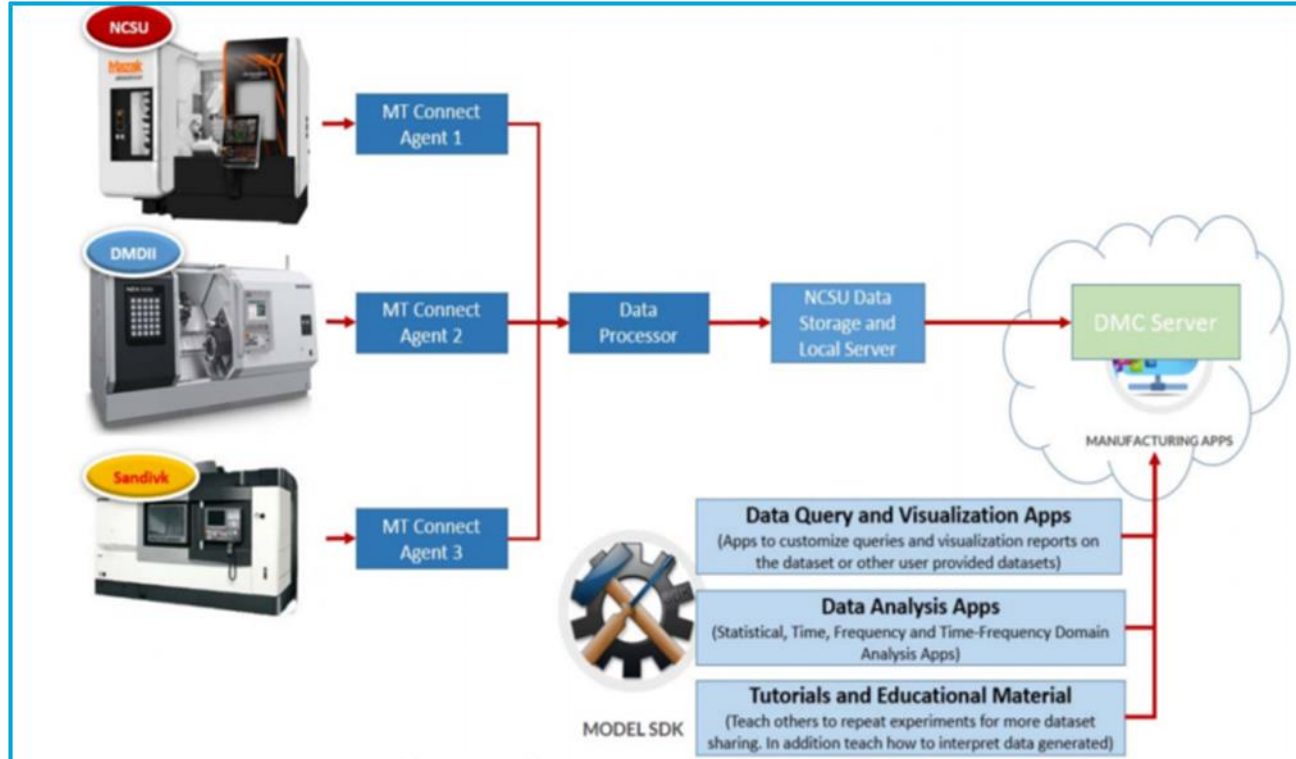 NCSU
Mazak
MT Connect
Agent 1
DMDII
MT Connect
Agent 2
Data
Processor
NCSU Data
Storage and
Local Server
DMC Server
MANUFACTURING APPS
Sandivk
MT Connect
Agent 3
Data Query and Visualization Apps
(Apps to customize queries and visualization reports on
the dataset or other user provided datasets)
Data Analysis Apps
(Statistical, Time, Frequency and Time-Frequency Domain
Analysis Apps)
Tutorials and Educational Material
(Teach others to repeat experiments for more dataset
sharing. In addition teach how to interpret data generated)
MODEL SDK